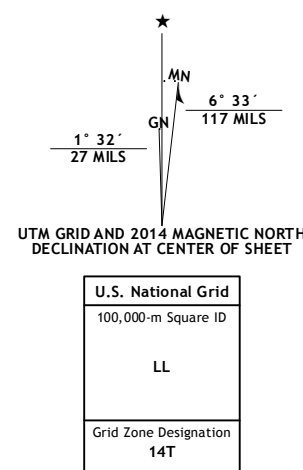 ★
MN
6° 33´
117 MILS
GN
1° 32´
27 MILS
UTM GRID AND 2014 MAGNETIC NORTH
DECLINATION AT CENTER OF SHEET
U.S. National Grid
100,000-m Square ID
LL
Grid Zone Designation
14T